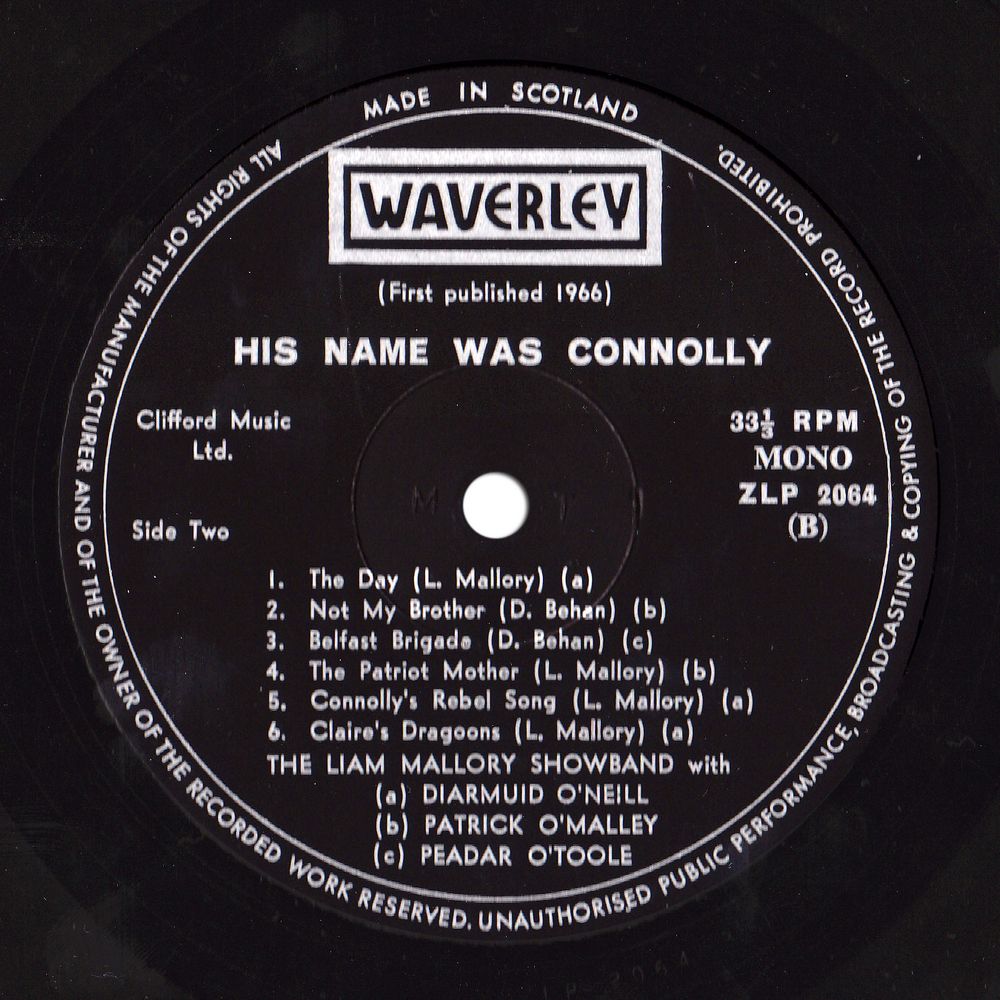 MADE IN SCOTLAND
ALL RIGHTS OF THE MANUFACTURER AND OF THE OWNER OF THE RECORDED WORK RESERVED. UNAUTHORISED PUBLIC PERFORMANCE, BROADCASTING & COPYING OF THE RECORD PROHIBITED.
WAVERLEY
(First published 1966)
HIS NAME WAS CONNOLLY
Clifford Music
Ltd.
33⅓ RPM
MONO
ZLP 2064
(B)
Side Two
1. The Day (L. Mallory) (a)
2. Not My Brother (D. Behan) (b)
3. Belfast Brigade (D. Behan) (c)
4. The Patriot Mother (L. Mallory) (b)
5. Connolly's Rebel Song (L. Mallory) (a)
6. Claire's Dragoons (L. Mallory) (a)
THE LIAM MALLORY SHOWBAND with
(a) DIARMUID O'NEILL
(b) PATRICK O'MALLEY
(c) PEADAR O'TOOLE